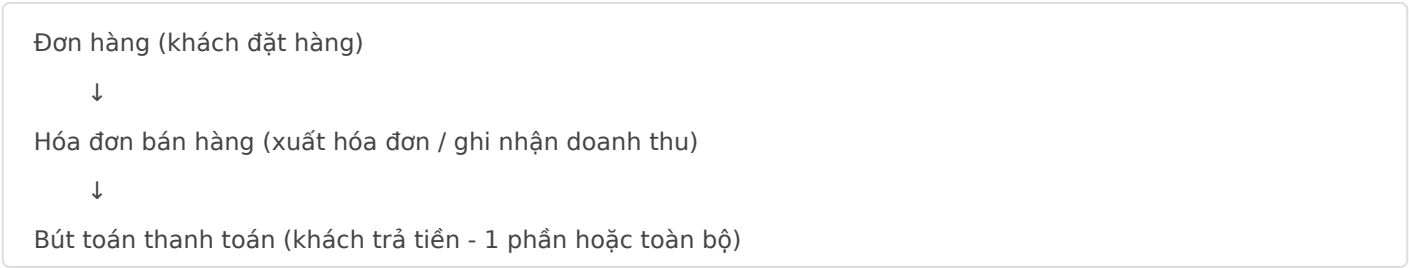 Đơn hàng (khách đặt hàng)
↓
Hóa đơn bán hàng (xuất hóa đơn / ghi nhận doanh thu)
↓
Bút toán thanh toán (khách trả tiền - 1 phần hoặc toàn bộ)